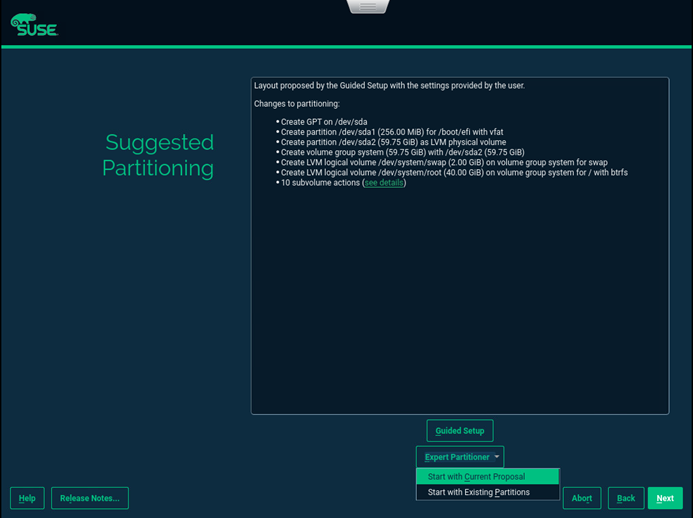 SUSE
Suggested
Partitioning
Layout proposed by the Guided Setup with the settings provided by the user.
Changes to partitioning:
• Create GPT on /dev/sda
• Create partition /dev/sda1 (256.00 MiB) for /boot/efi with vfat
• Create partition /dev/sda2 (59.75 GiB) as LVM physical volume
• Create volume group system (59.75 GiB) with /dev/sda2 (59.75 GiB)
• Create LVM logical volume /dev/system/swap (2.00 GiB) on volume group system for swap
• Create LVM logical volume /dev/system/root (40.00 GiB) on volume group system for / with btrfs
• 10 subvolume actions (see details)
Guided Setup
Expert Partitioner
Start with Current Proposal
Start with Existing Partitions
Help
Release Notes...
Abort
Back
Next